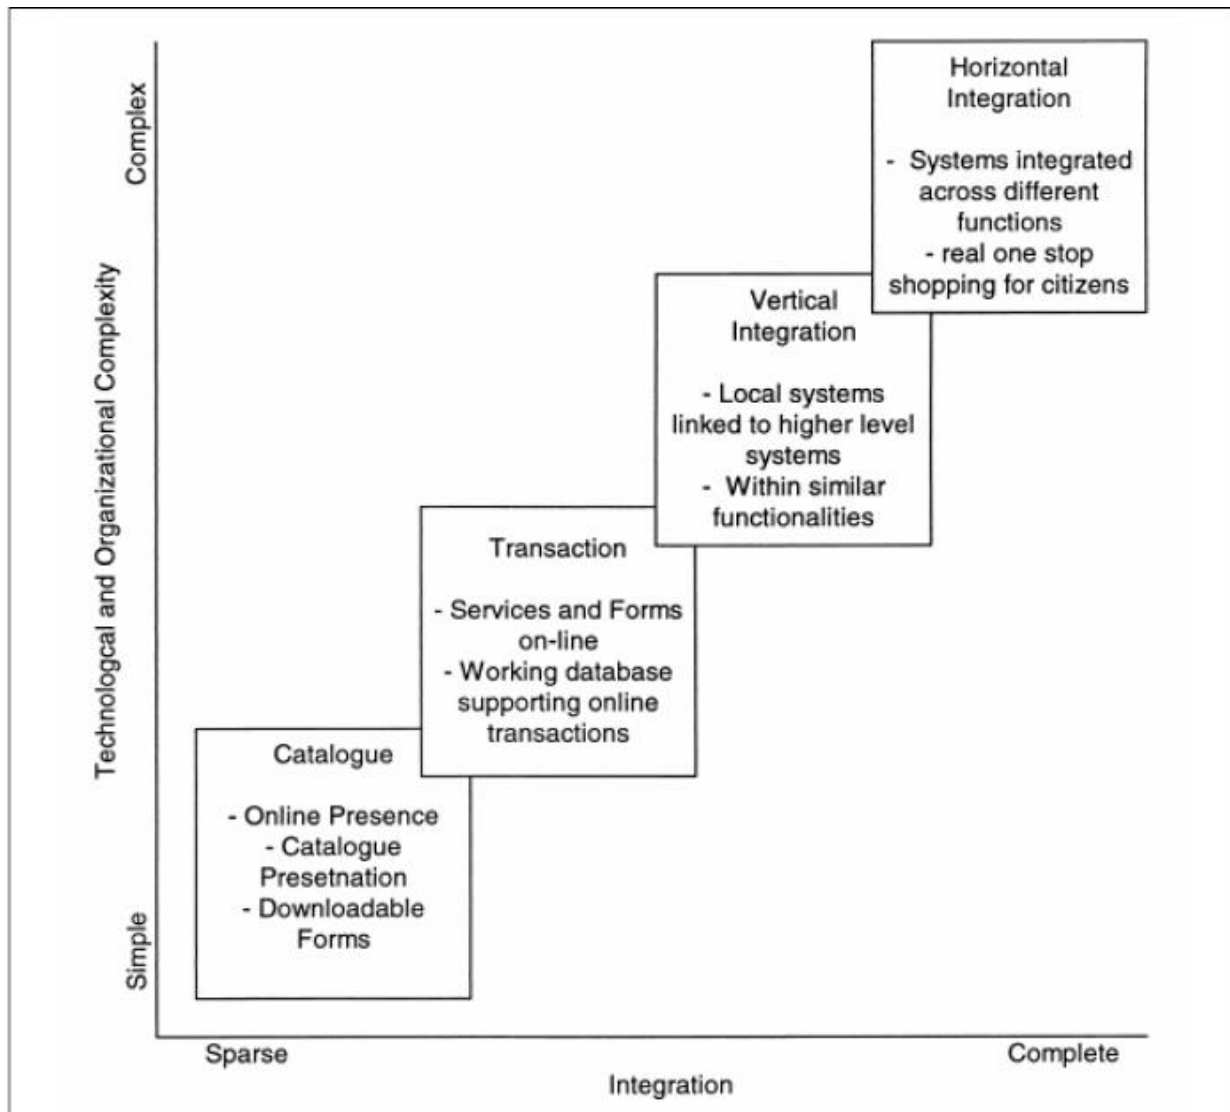 Complex
Technologcal and Organizational Complexity
Simple
Horizontal
Integration
- Systems integrated
across different
functions
- real one stop
shopping for citizens
Vertical
Integration
- Local systems
linked to higher level
systems
- Within similar
functionalities
Transaction
- Services and Forms
on-line
- Working database
supporting online
transactions
Catalogue
- Online Presence
- Catalogue
Presetnation
- Downloadable
Forms
Sparse
Complete
Integration